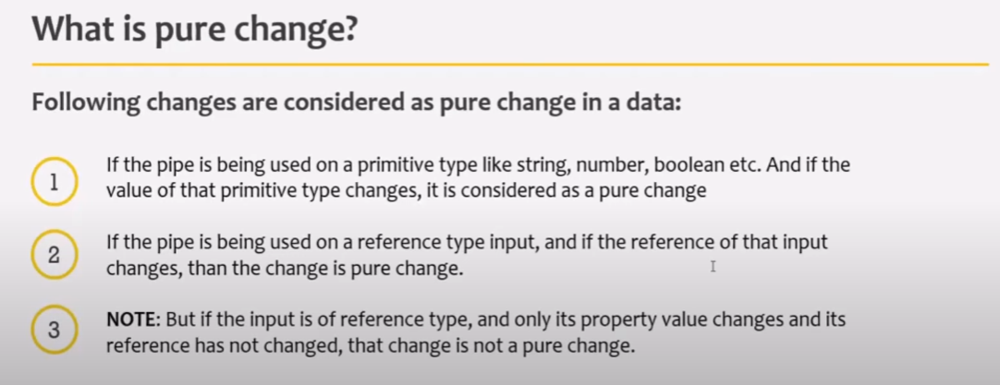 What is pure change?
Following changes are considered as pure change in a data:
1
If the pipe is being used on a primitive type like string, number, boolean etc. And if the
value of that primitive type changes, it is considered as a pure change
2
If the pipe is being used on a reference type input, and if the reference of that input
changes, than the change is pure change.
3
NOTE: But if the input is of reference type, and only its property value changes and its
reference has not changed, that change is not a pure change.